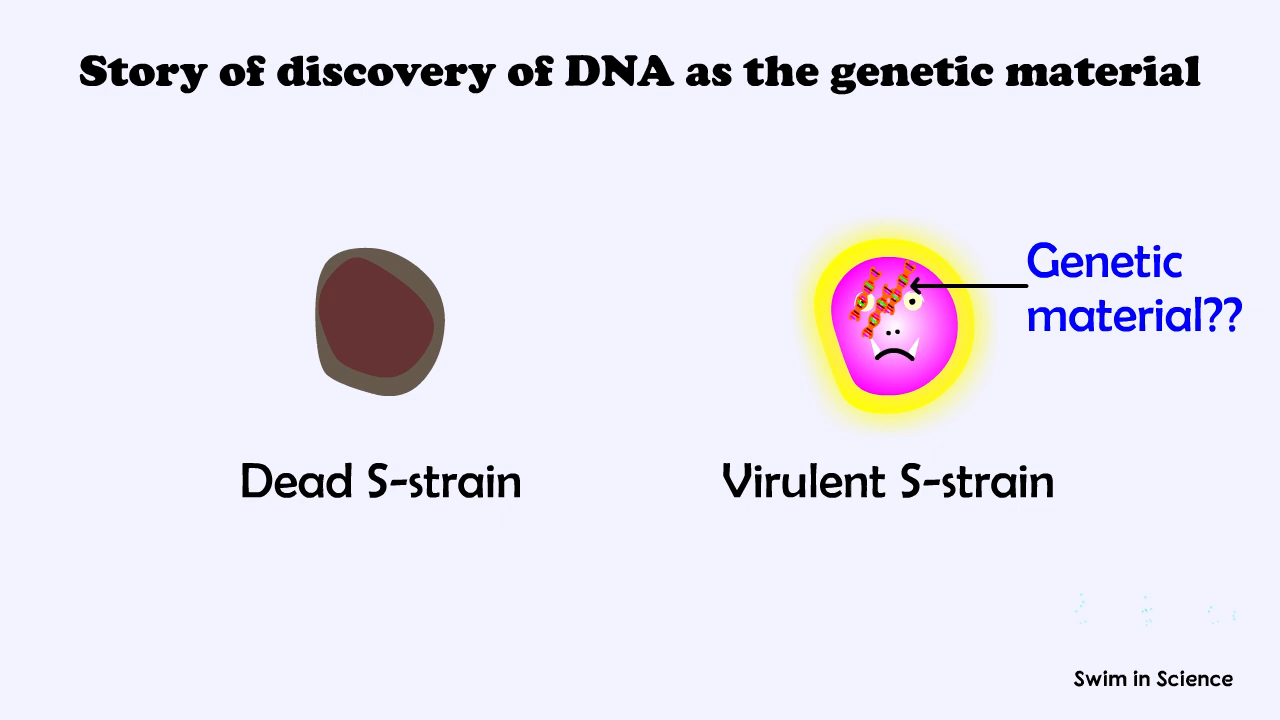 Story of discovery of DNA as the genetic material
Genetic
material??
Dead S-strain
Virulent S-strain
Swim in Science